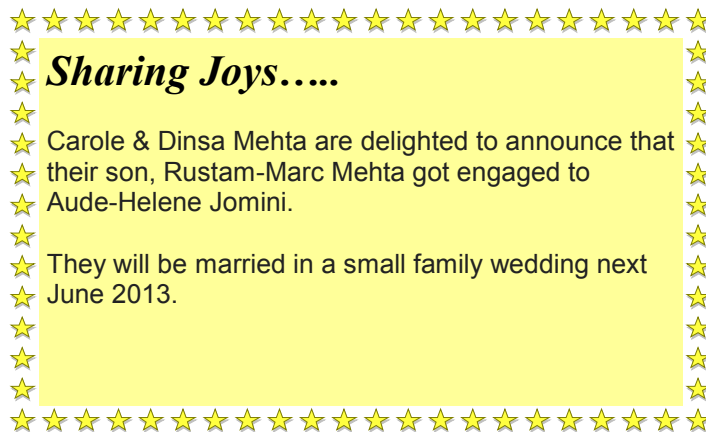 Sharing Joys…..
Carole & Dinsa Mehta are delighted to announce that
their son, Rustam-Marc Mehta got engaged to
Aude-Helene Jomini.
They will be married in a small family wedding next
June 2013.